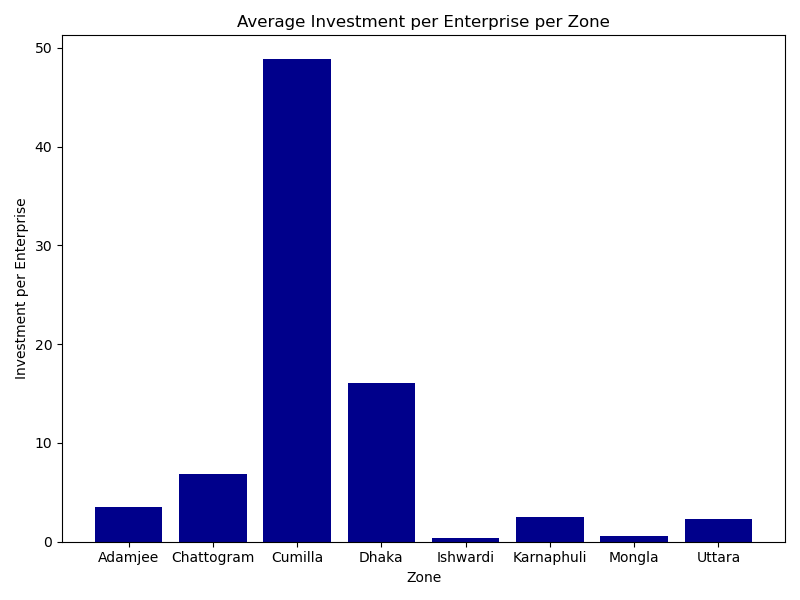 Average Investment per Enterprise per Zone
Investment per Enterprise
50
40
30
20
10
0
Adamjee Chattogram Cumilla Dhaka Ishwardi Karnaphuli Mongla Uttara
Zone